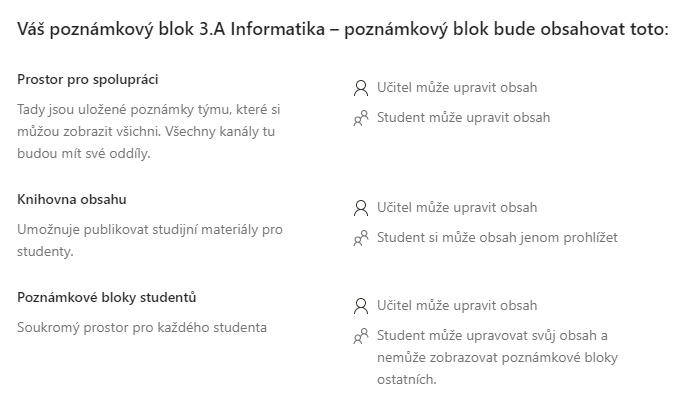 Váš poznámkový blok 3.A Informatika – poznámkový blok bude obsahovat toto:
Prostor pro spolupráci
Tady jsou uložené poznámky týmu, které si
můžou zobrazit všichni. Všechny kanály tu
budou mít své oddíly.
Učitel může upravit obsah
Student může upravit obsah
Knihovna obsahu
Umožnuje publikovat studijní materiály pro
studenty.
Učitel může upravit obsah
Student si může obsah jenom prohlížet
Poznámkové bloky studentů
Soukromý prostor pro každého studenta
Učitel může upravit obsah
Student může upravovat svůj obsah a
nemůže zobrazovat poznámkové bloky
ostatních.